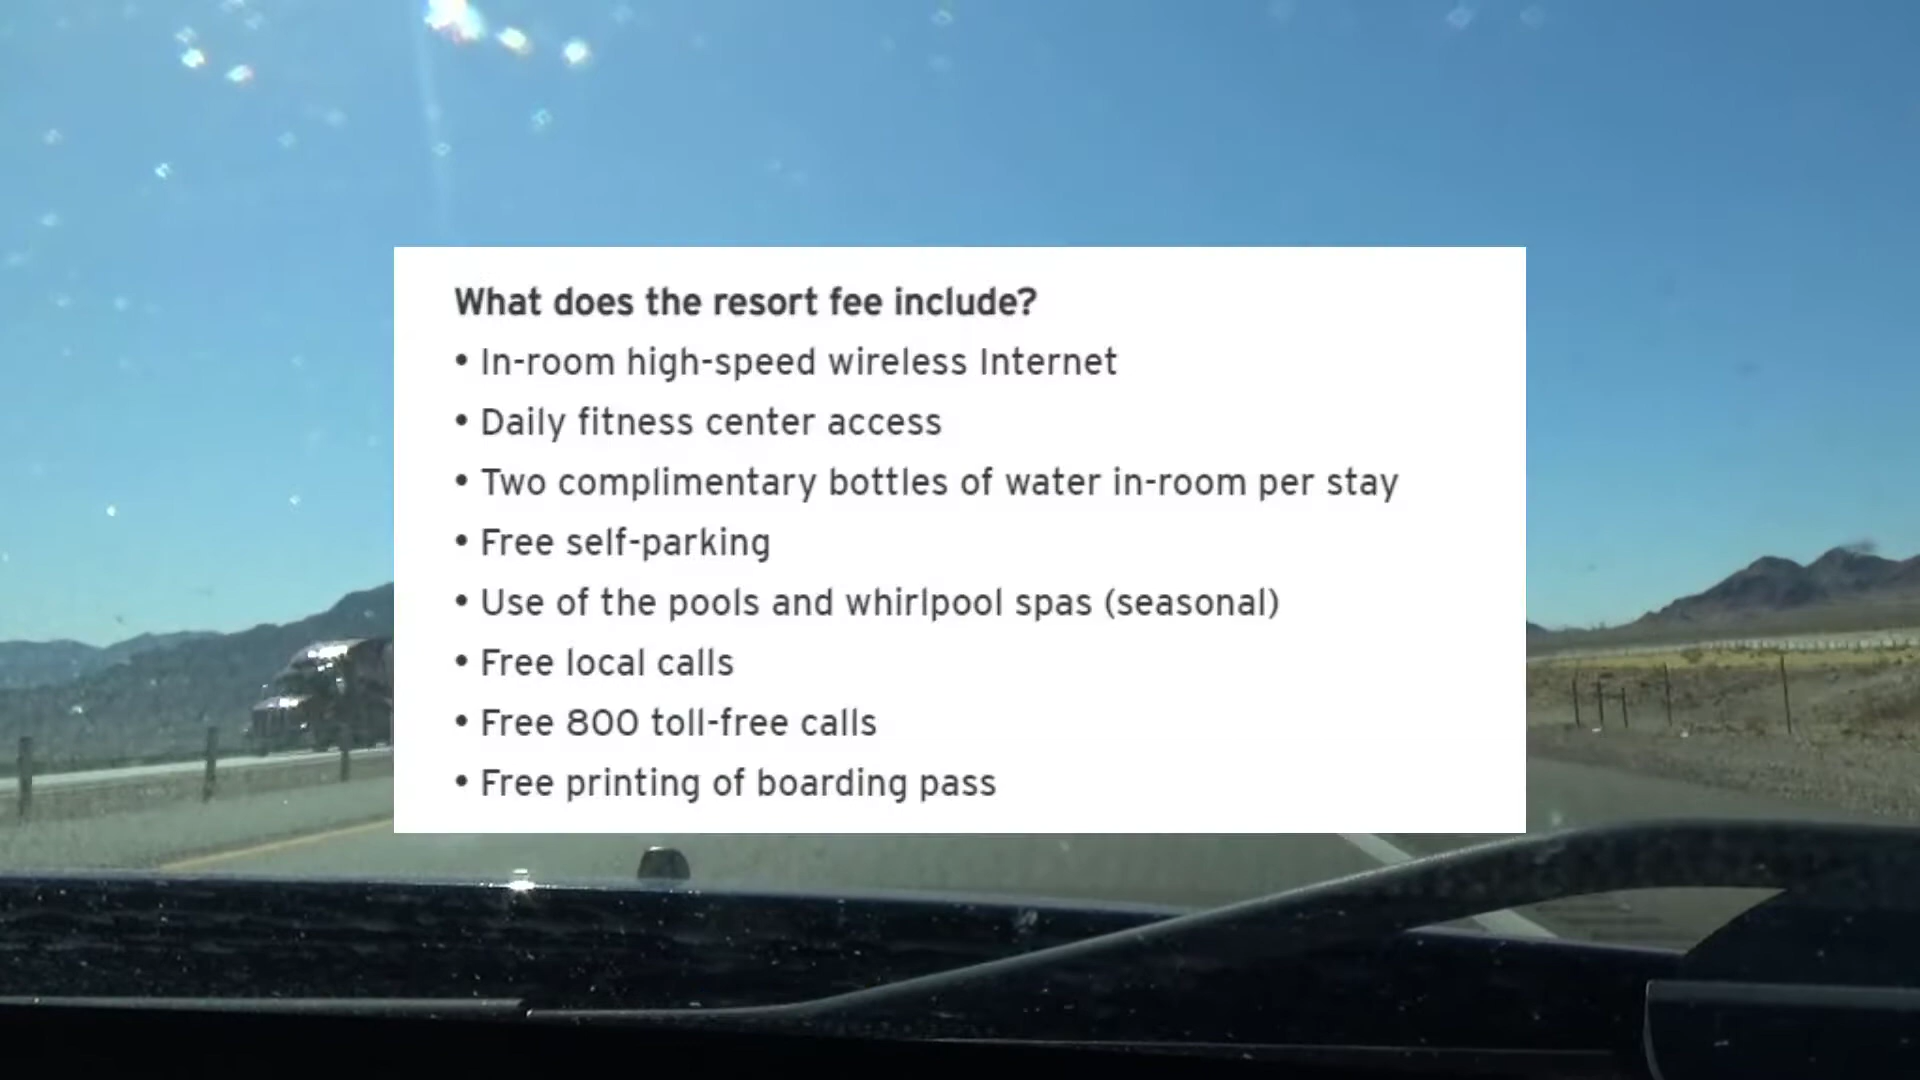 What does the resort fee include?
• In-room high-speed wireless Internet
• Daily fitness center access
• Two complimentary bottles of water in-room per stay
• Free self-parking
• Use of the pools and whirlpool spas (seasonal)
• Free local calls
• Free 800 toll-free calls
• Free printing of boarding pass